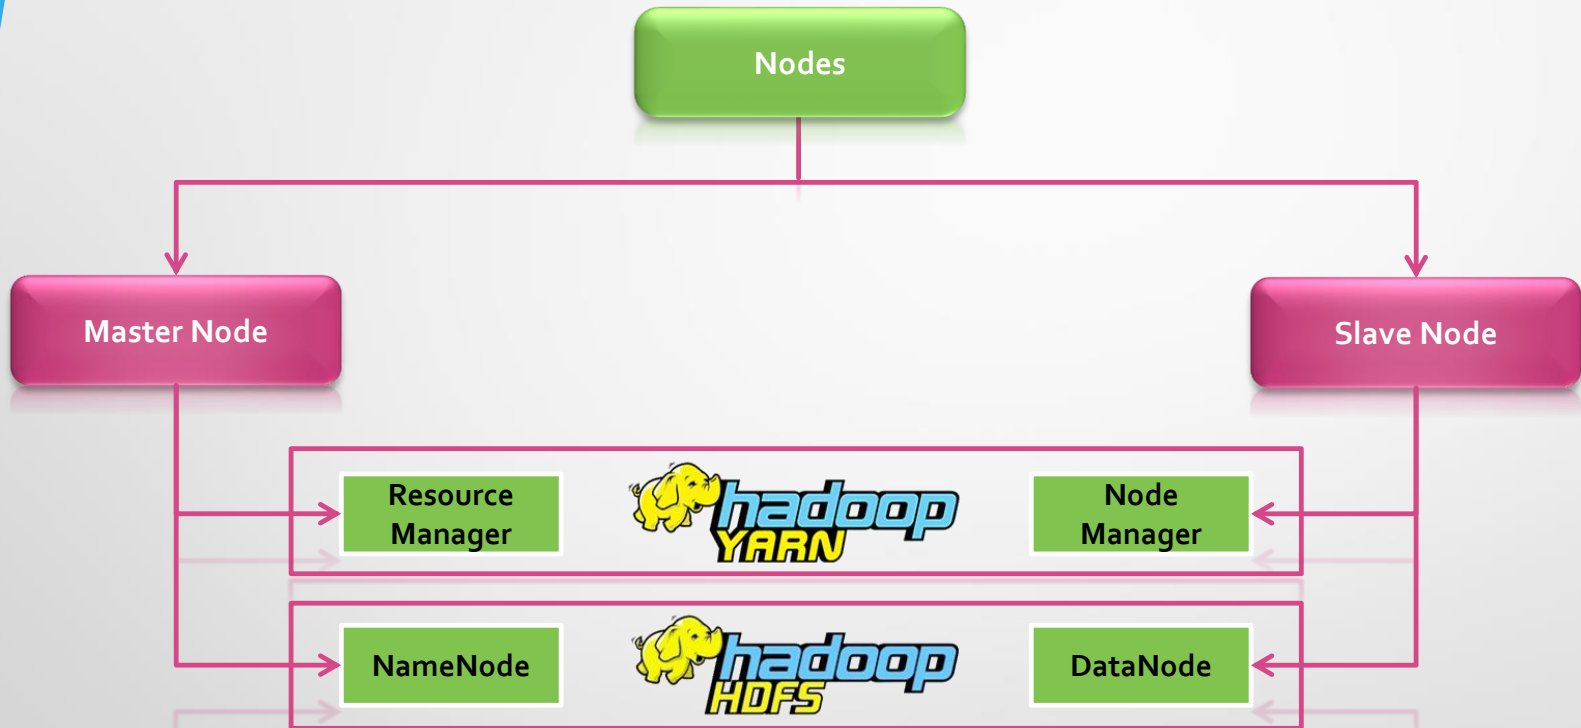 Nodes
Master Node
Slave Node
Resource
Manager
hadoop
YARN
Node
Manager
NameNode
hadoop
HDFS
DataNode